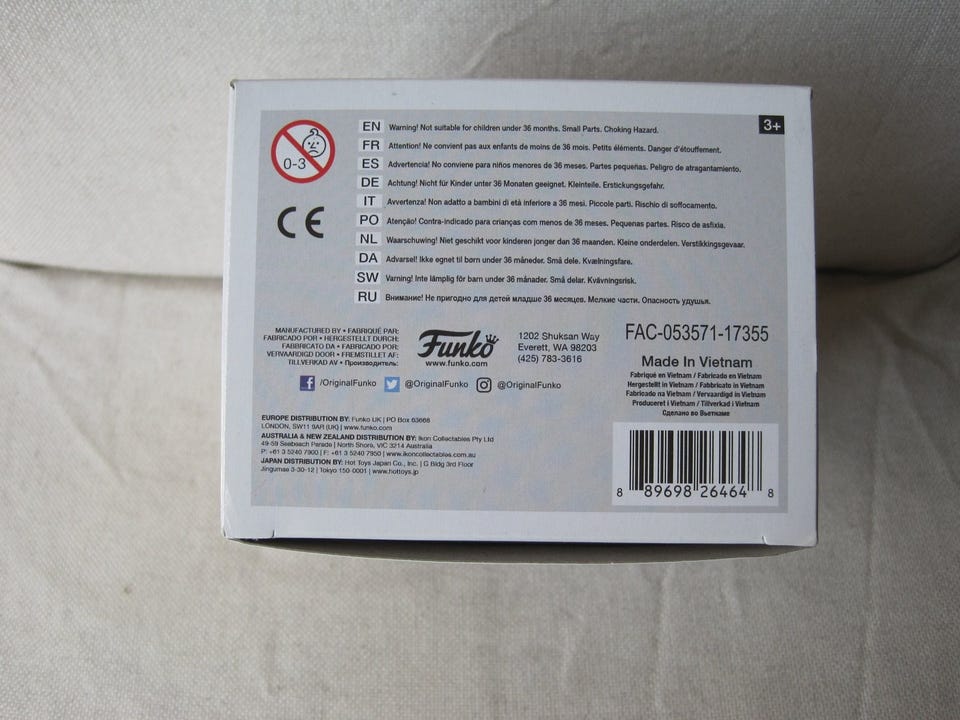 0-3
3+
CE
EN Warning! Not suitable for children under 36 months. Small Parts. Choking Hazard.
FR Attention! Ne convient pas aux enfants de moins de 36 mois. Petits éléments. Danger d'étouffement.
ES Advertencia! No conviene para niños menores de 36 meses. Partes pequeñas. Peligro de atragantamiento.
DE Achtung! Nicht für Kinder unter 36 Monaten geeignet. Kleinteile. Erstickungsgefahr.
IT Avvertenza! Non adatto a bambini di età inferiore a 36 mesi. Piccole parti. Rischio di soffocamento.
PO Atenção! Contra-indicado para crianças com menos de 36 meses. Pequenas partes. Risco de asfixia.
NL Waarschuwing! Niet geschikt voor kinderen jonger dan 36 maanden. Kleine onderdelen. Verstikkingsgevaar.
DA Advarsel! Ikke egnet til børn under 36 måneder. Små dele. Kvælningsfare.
SW Varning! Inte lämplig för barn under 36 månader. Små delar. Kvävningsrisk.
RU Внимание! Не пригодно для детей младше 36 месяцев. Мелкие части. Опасность удушья.
MANUFACTURED BY • FABRIQUÉ PAR:
FABRICADO POR • HERGESTELLT DURCH:
FABBRICATO DA • FABRICADO POR:
VERVAARDIGD DOOR • FREMSTILLET AF:
TILLVERKAD AV • Производитель:
Funko
www.funko.com
1202 Shuksan Way
Everett, WA 98203
(425) 783-3616
/OriginalFunko @OriginalFunko @OriginalFunko
FAC-053571-17355
Made In Vietnam
Fabriqué en Vietnam / Fabricado en Vietnam
Hergestellt in Vietnam / Fabbricato in Vietnam
Fabricado na Vietnam / Vervaardigd in Vietnam
Produceret i Vietnam / Tillverkad i Vietnam
Сделано во Вьетнаме
EUROPE DISTRIBUTION BY: Funko UK | PO Box 63666
LONDON, SW11 9AR (UK) | www.funko.com
AUSTRALIA & NEW ZEALAND DISTRIBUTION BY: Ikon Collectables Pty Ltd
49-59 Seabeach Parade | North Shore, VIC 3214 Australia
P: +61 3 5240 7900 | F: +61 3 5240 7950 | www.ikoncollectables.com.au
JAPAN DISTRIBUTION BY: Hot Toys Japan Co., Inc. | G Bldg 3rd Floor
Jingumae 3-30-12 | Tokyo 150-0001 | www.hottoys.jp
8 89698 26464 8